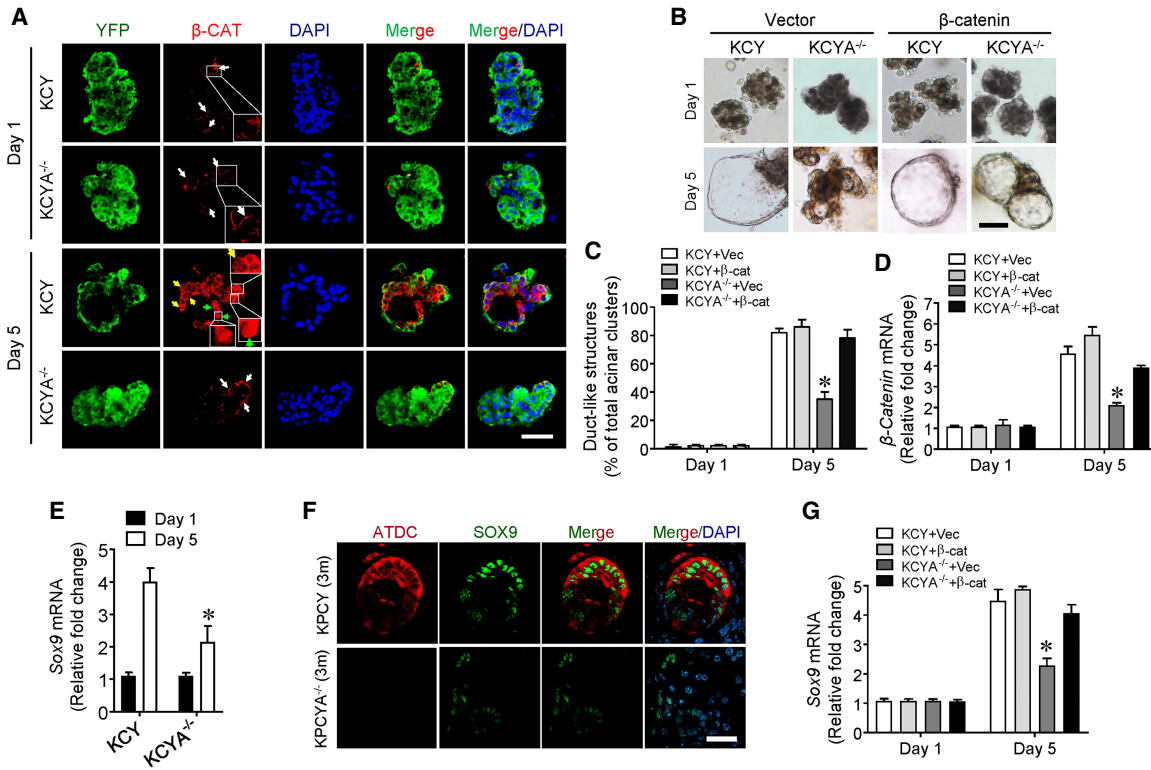 A
YFP β-CAT DAPI Merge Merge/DAPI
Day 1
KCY
KCYA-/-
Day 5
KCY
KCYA-/-
B
Vector β-catenin
KCY KCYA-/- KCY KCYA-/-
Day 1
Day 5
C
KCY+Vec
KCY+β-cat
KCYA-/-+Vec
KCYA-/-+β-cat
Duct-like structures
(% of total acinar clusters)
100
80
60
40
20
0
*
Day 1 Day 5
D
KCY+Vec
KCY+β-cat
KCYA-/-+Vec
KCYA-/-+β-cat
β-Catenin mRNA
(Relative fold change)
7
6
5
4
3
2
1
0
*
Day 1 Day 5
E
Day 1
Day 5
Sox9 mRNA
(Relative fold change)
5
4
3
2
1
0
*
KCY KCYA-/-
F
ATDC SOX9 Merge Merge/DAPI
KPCY (3m)
KPCYA-/- (3m)
G
KCY+Vec
KCY+β-cat
KCYA-/-+Vec
KCYA-/-+β-cat
Sox9 mRNA
(Relative fold change)
5
4
3
2
1
0
*
Day 1 Day 5